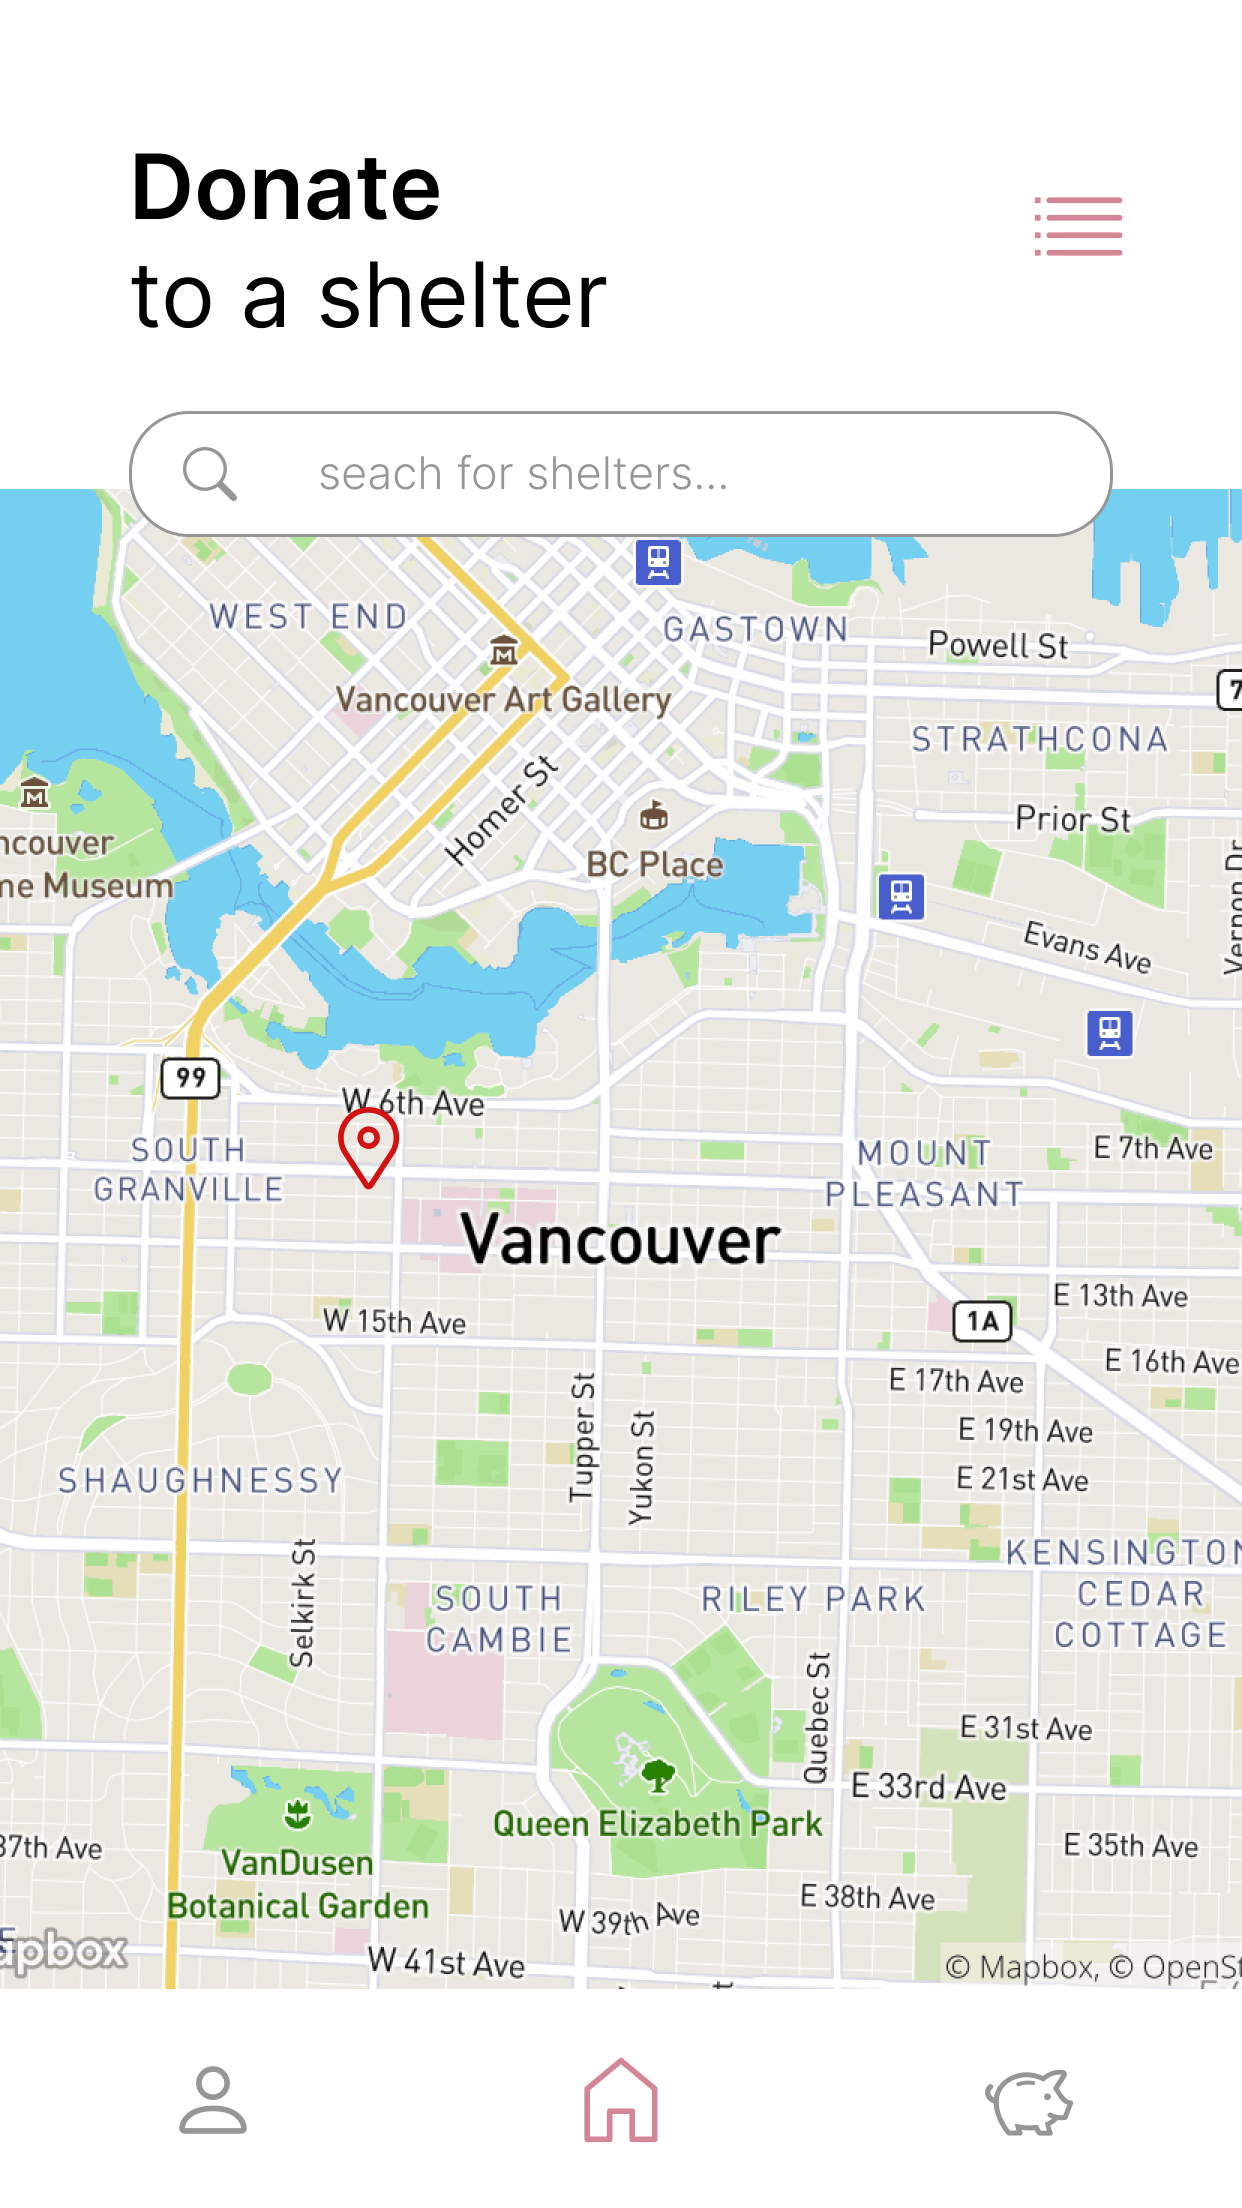 Donate
to a shelter
seach for shelters...
WEST END
GASTOWN
Powell St
7
Vancouver Art Gallery
STRATHCONA
Homer St
Prior St
ncouver
me Museum
BC Place
Vernon Dr
Evans Ave
99
W 6th Ave
SOUTH
GRANVILLE
MOUNT
PLEASANT
E 7th Ave
Vancouver
E 13th Ave
W 15th Ave
1A
E 16th Ave
E 17th Ave
Tupper St
Yukon St
E 19th Ave
SHAUGHNESSY
E 21st Ave
Selkirk St
KENSINGTON
CEDAR
COTTAGE
SOUTH
CAMBIE
RILEY PARK
Quebec St
E 31st Ave
E 33rd Ave
Queen Elizabeth Park
37th Ave
VanDusen
Botanical Garden
E 35th Ave
E 38th Ave
W 39th Ave
apbox
W 41st Ave
© Mapbox, © OpenSt